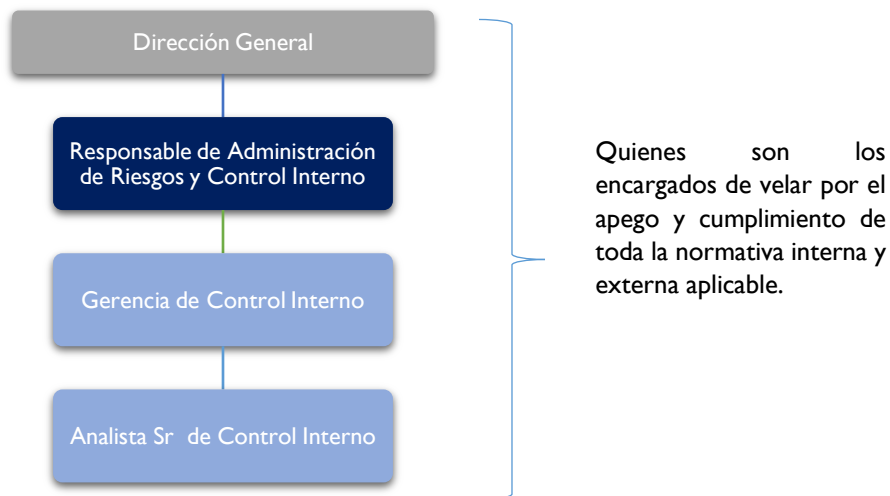 Dirección General
Responsable de Administración
de Riesgos y Control Interno
Gerencia de Control Interno
Analista Sr  de Control Interno
Quienes son los
encargados de velar por el
apego y cumplimiento de
toda la normativa interna y
externa aplicable.